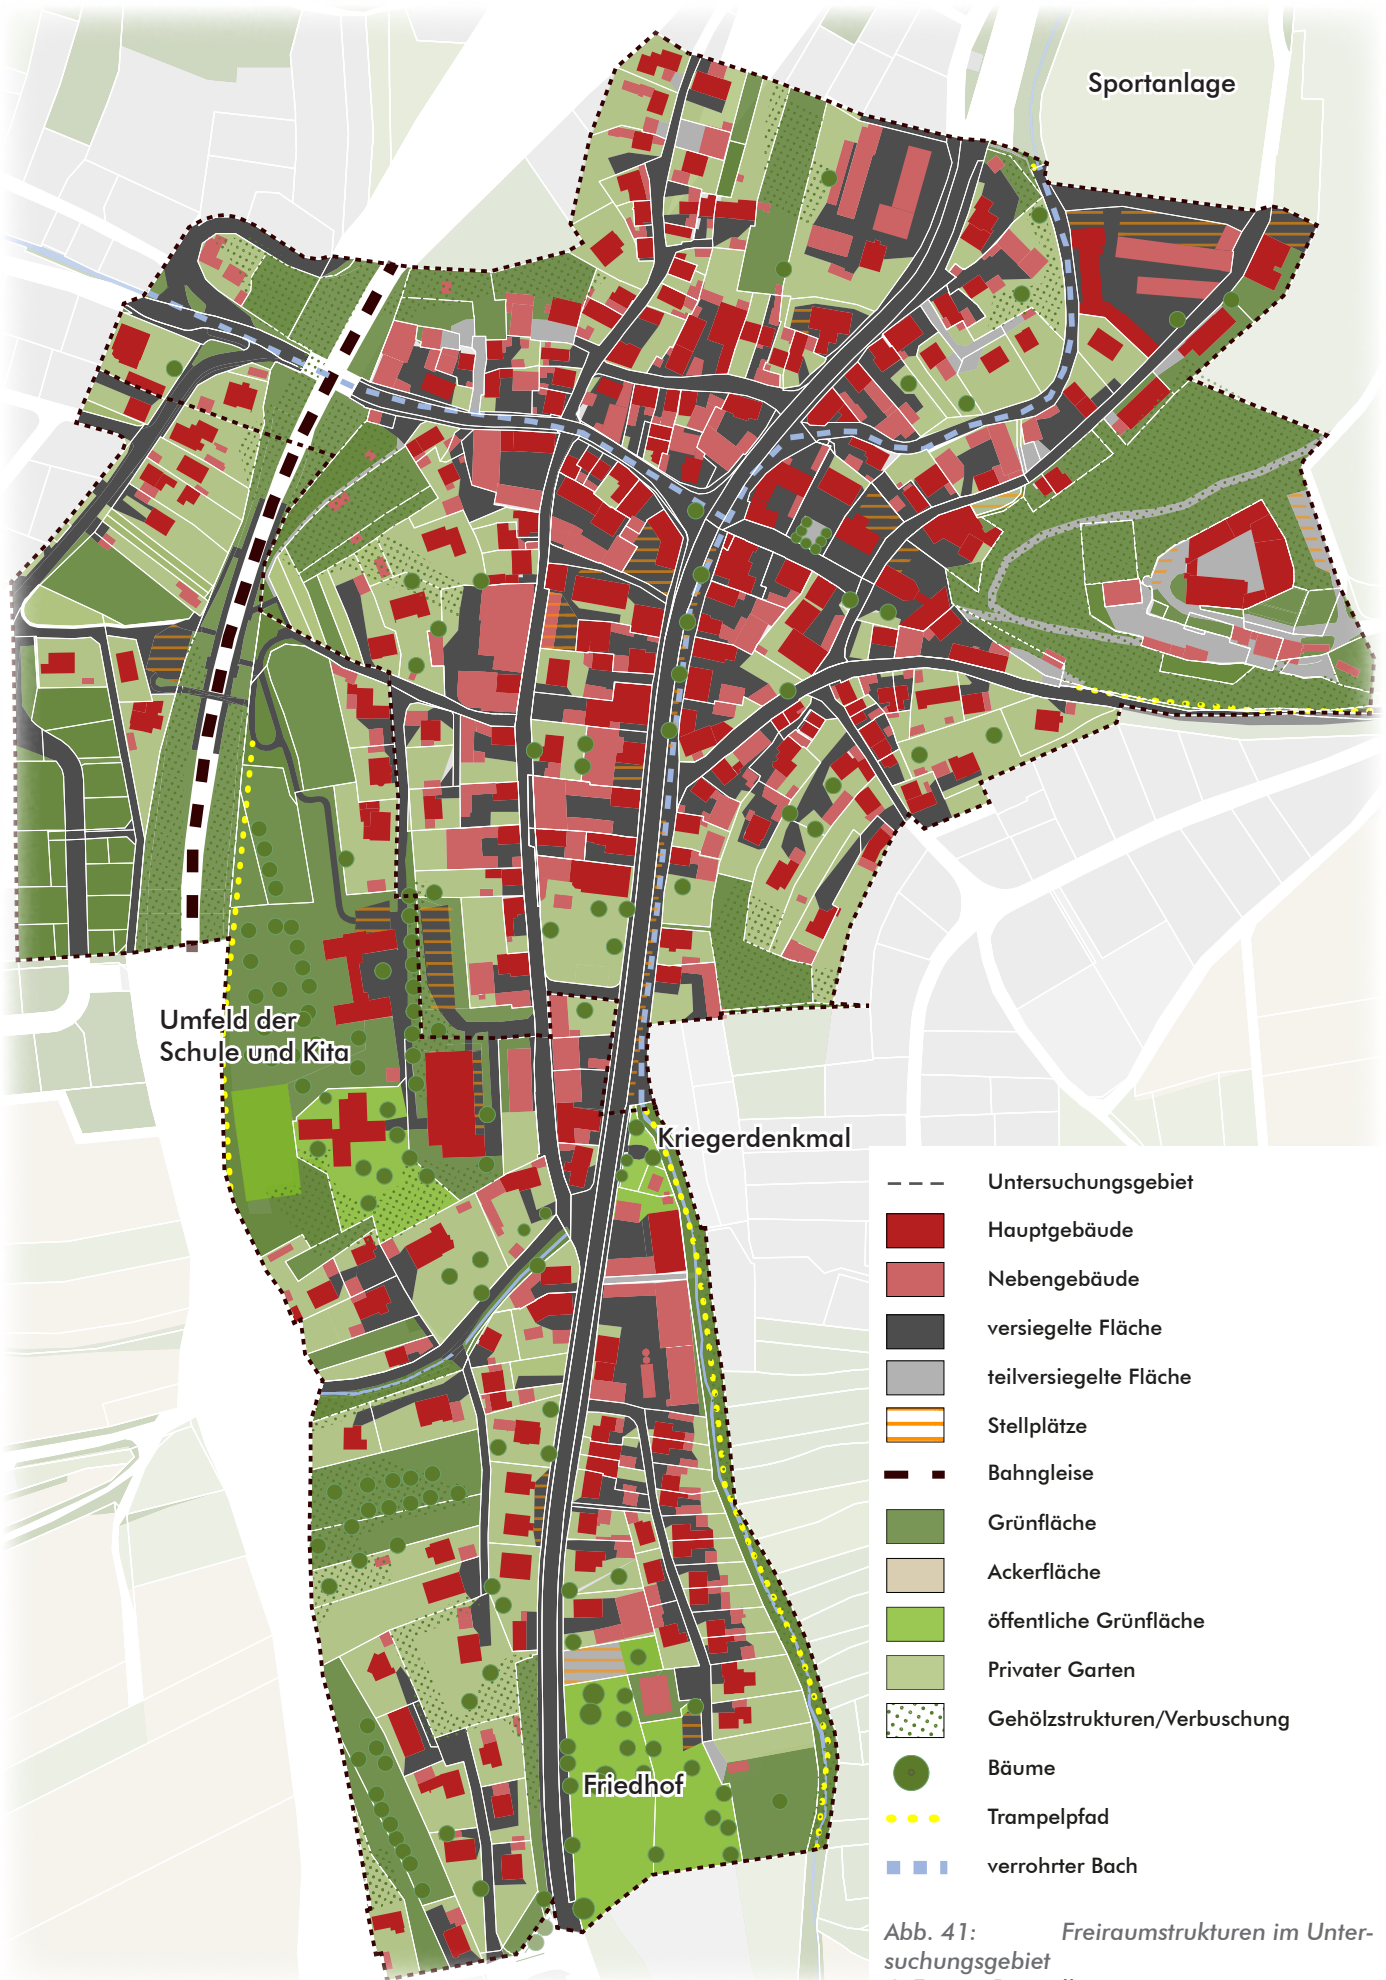 Sportanlage
Umfeld der
Schule und Kita
Kriegerdenkmal
Friedhof
Untersuchungsgebiet
Hauptgebäude
Nebengebäude
versiegelte Fläche
teilversiegelte Fläche
Stellplätze
Bahngleise
Grünfläche
Ackerfläche
öffentliche Grünfläche
Privater Garten
Gehölzstrukturen/Verbuschung
Bäume
Trampelpfad
verrohrter Bach
Abb. 41: Freiraumstrukturen im Unter-
suchungsgebiet